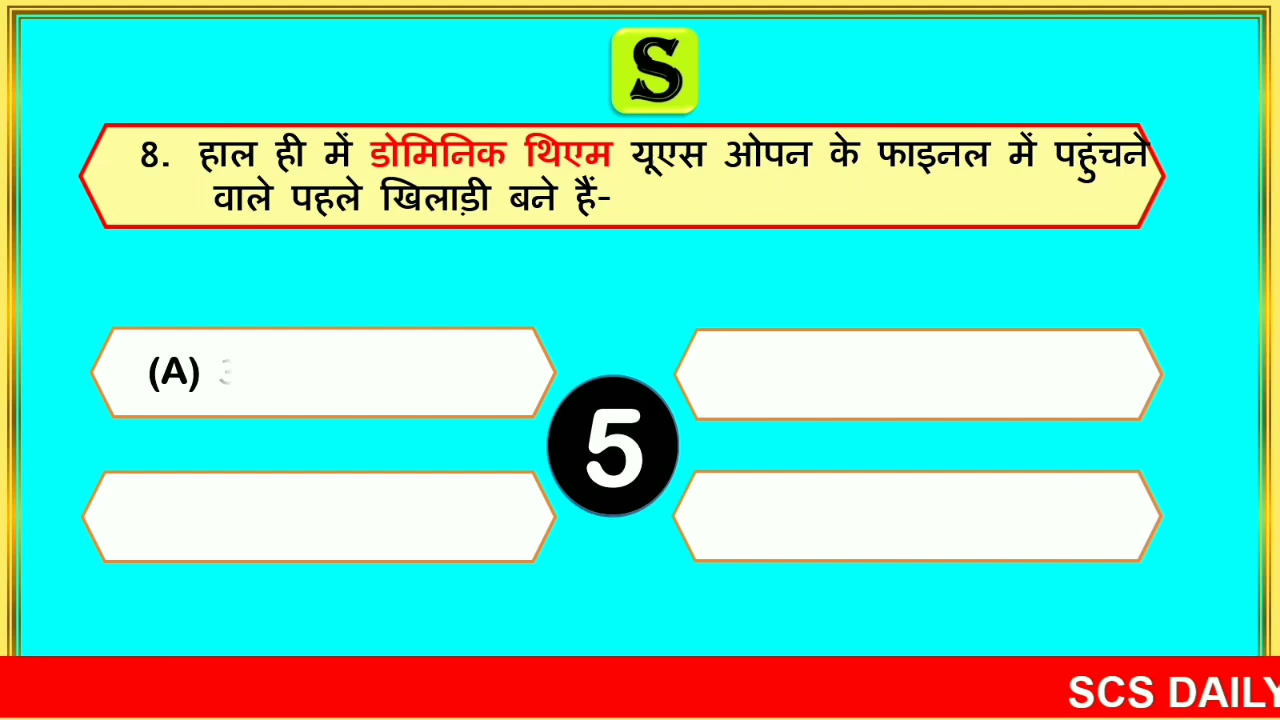 S
8. हाल ही में डोमिनिक थिएम यूएस ओपन के फाइनल में पहुंचने
वाले पहले खिलाड़ी बने हैं-
(A)
5
SCS DAILY